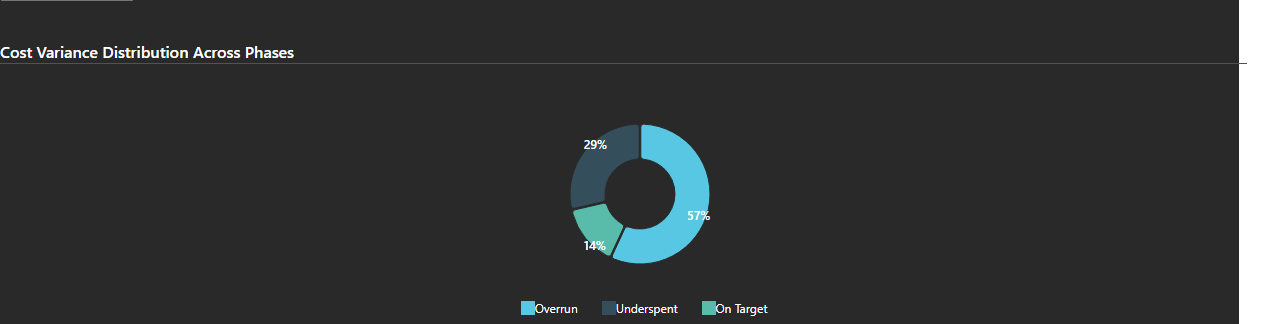 Cost Variance Distribution Across Phases
29%
57%
14%
Overrun Underspent On Target